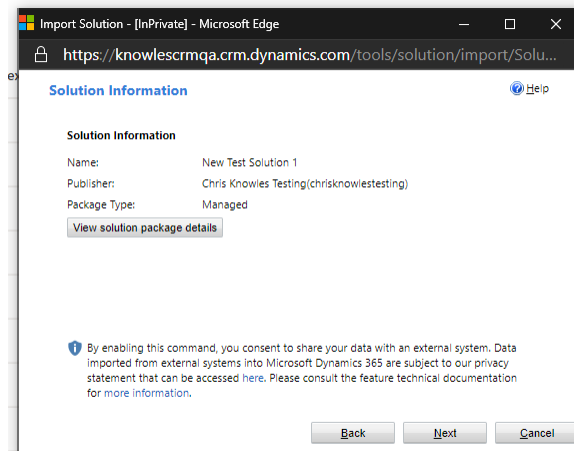 Import Solution - [InPrivate] - Microsoft Edge
https://knowlescrmqa.crm.dynamics.com/tools/solution/import/Solu...
ex
Solution Information
Help
Solution Information
Name: New Test Solution 1
Publisher: Chris Knowles Testing(chrisknowlestesting)
Package Type: Managed
View solution package details
By enabling this command, you consent to share your data with an external system. Data
imported from external systems into Microsoft Dynamics 365 are subject to our privacy
statement that can be accessed here. Please consult the feature technical documentation
for more information.
Back Next Cancel